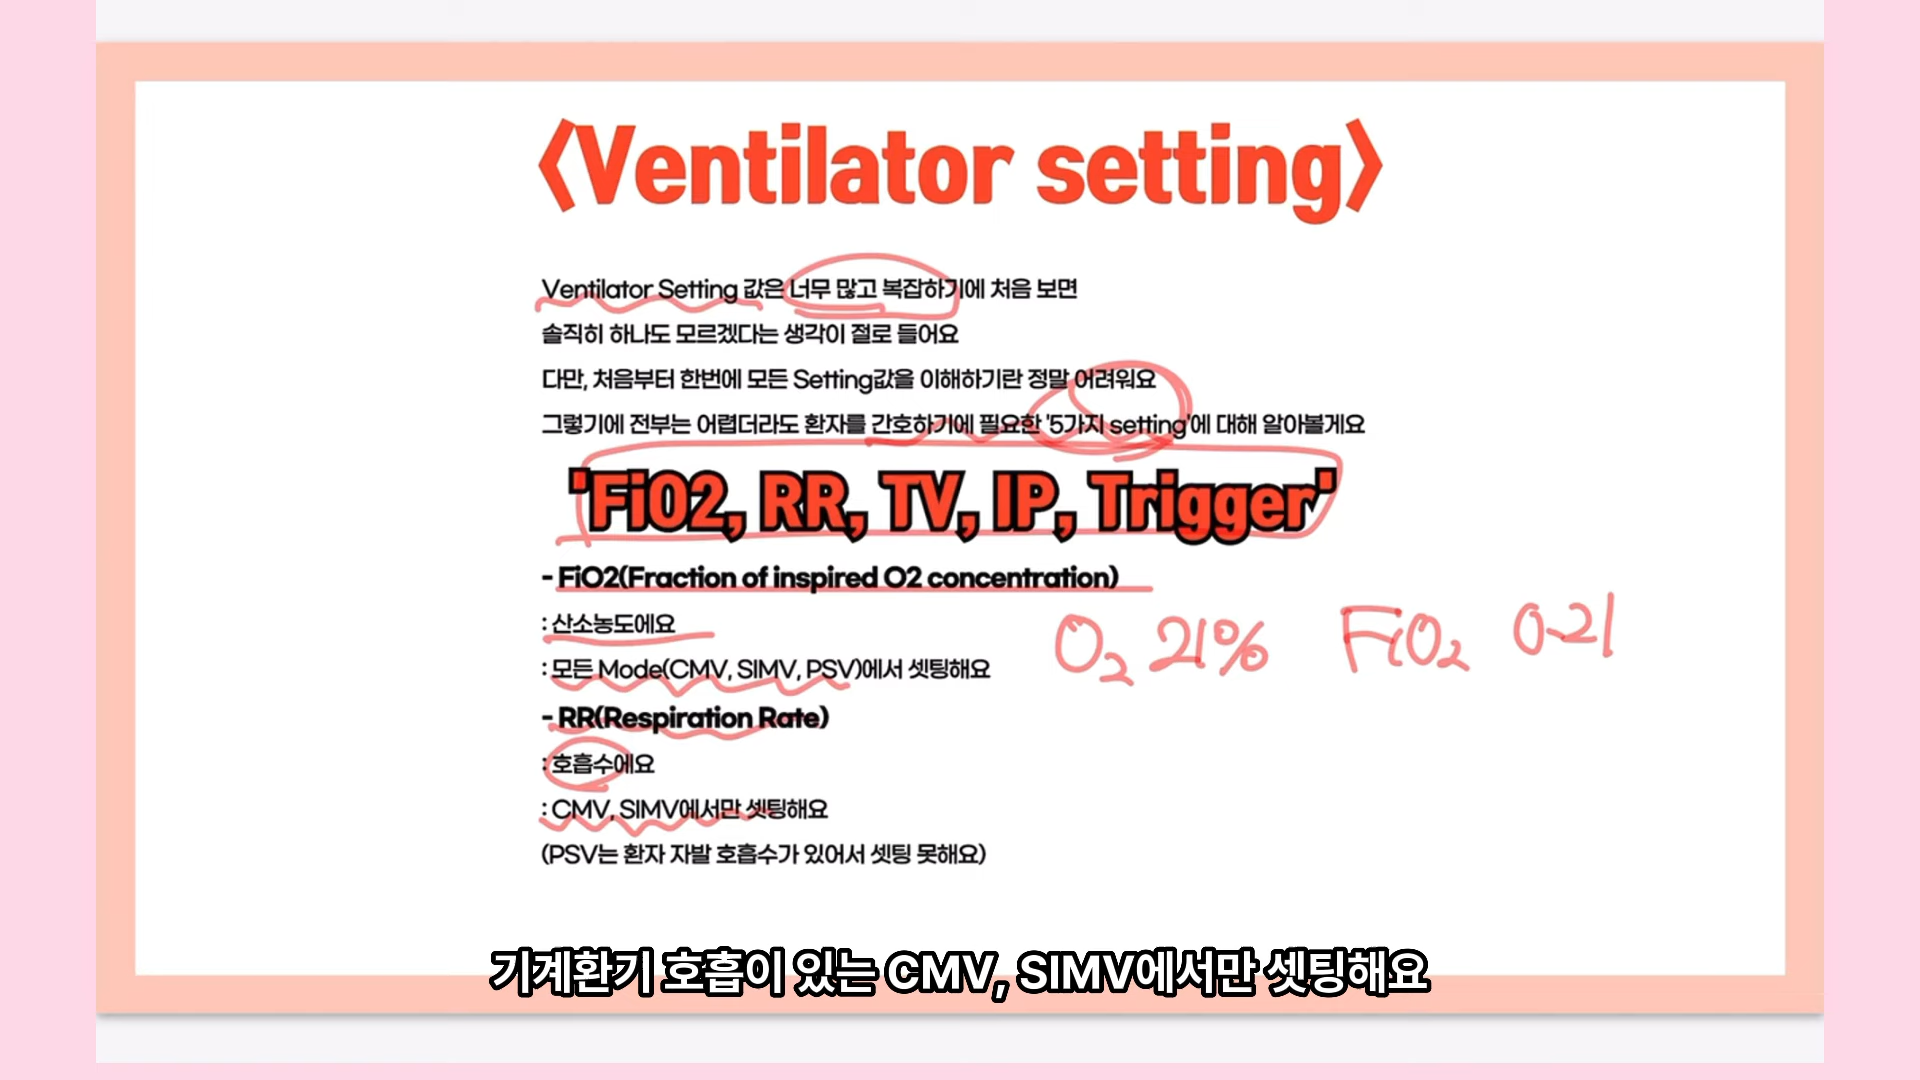 <Ventilator setting>
Ventilator Setting 값은 너무 많고 복잡하기에 처음 보면
솔직히 하나도 모르겠다는 생각이 절로 들어요
다만, 처음부터 한번에 모든 Setting값을 이해하기란 정말 어려워요
그렇기에 전부는 어렵더라도 환자를 간호하기에 필요한 '5가지 setting'에 대해 알아볼게요
'FiO2, RR, TV, IP, Trigger'
- FiO2(Fraction of inspired O2 concentration)
: 산소농도에요
O2 21% FiO2 0.21
: 모든 Mode(CMV, SIMV, PSV)에서 셋팅해요
- RR(Respiration Rate)
: 호흡수에요
: CMV, SIMV에서만 셋팅해요
(PSV는 환자 자발 호흡수가 있어서 셋팅 못해요)
기계환기 호흡이 있는 CMV, SIMV에서만 셋팅해요